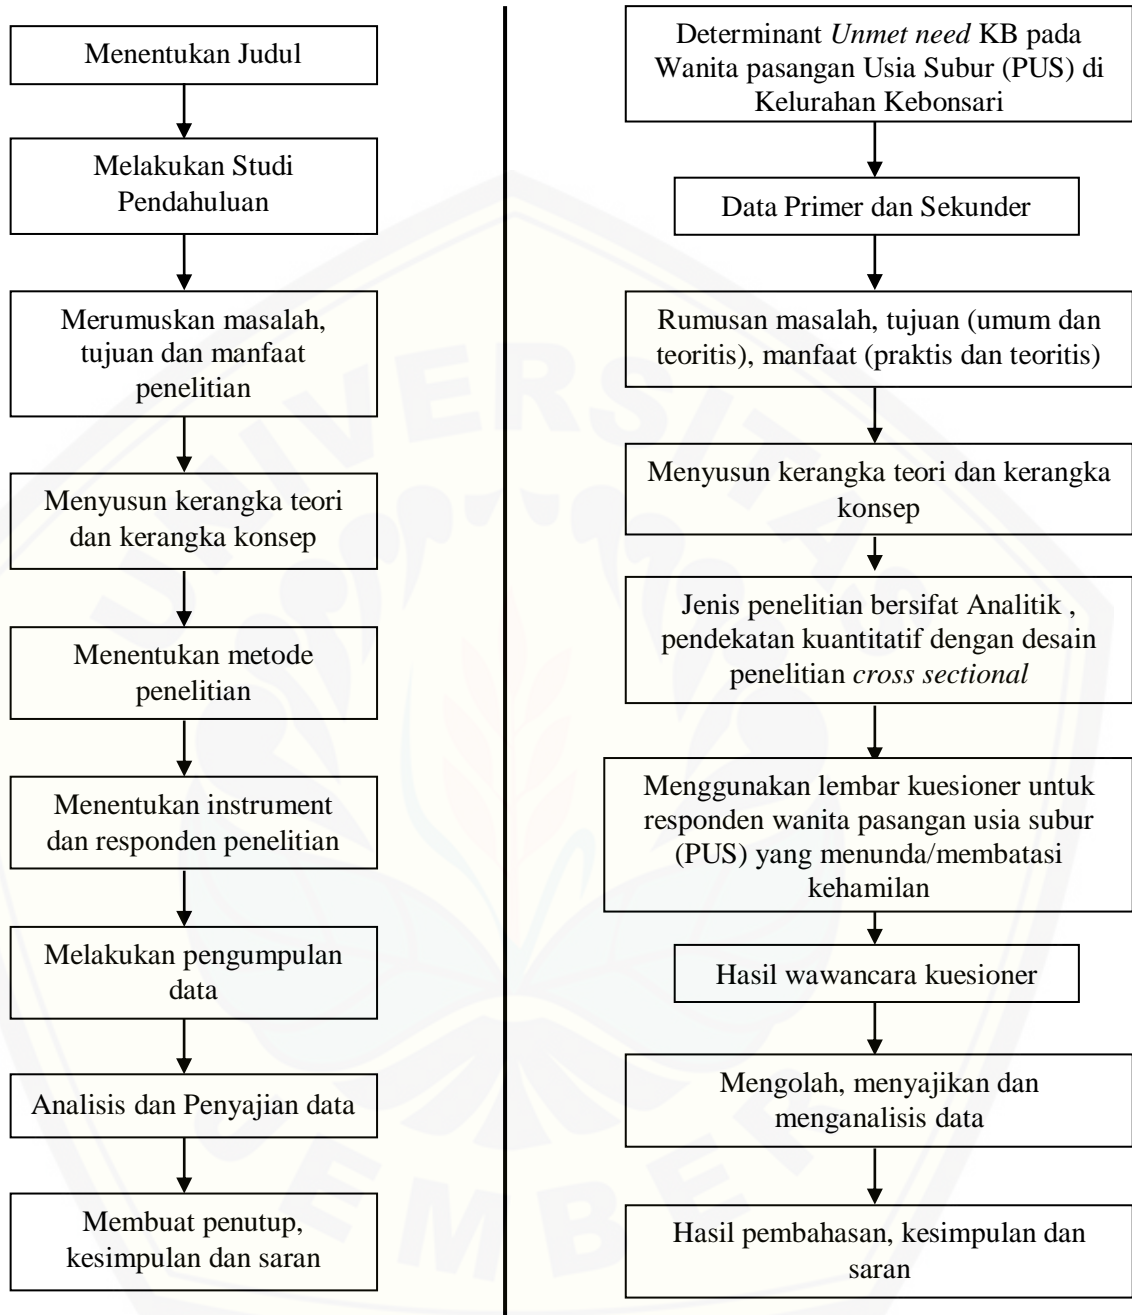 Menentukan Judul
Melakukan Studi
Pendahuluan
Merumuskan masalah,
tujuan dan manfaat
penelitian
Menyusun kerangka teori
dan kerangka konsep
Menentukan metode
penelitian
Menentukan instrument
dan responden penelitian
Melakukan pengumpulan
data
Analisis dan Penyajian data
Membuat penutup,
kesimpulan dan saran
Determinant Unmet need KB pada
Wanita pasangan Usia Subur (PUS) di
Kelurahan Kebonsari
Data Primer dan Sekunder
Rumusan masalah, tujuan (umum dan
teoritis), manfaat (praktis dan teoritis)
Menyusun kerangka teori dan kerangka
konsep
Jenis penelitian bersifat Analitik ,
pendekatan kuantitatif dengan desain
penelitian cross sectional
Menggunakan lembar kuesioner untuk
responden wanita pasangan usia subur
(PUS) yang menunda/membatasi
kehamilan
Hasil wawancara kuesioner
Mengolah, menyajikan dan
menganalisis data
Hasil pembahasan, kesimpulan dan
saran
UNIVERSITAS
JEMBER